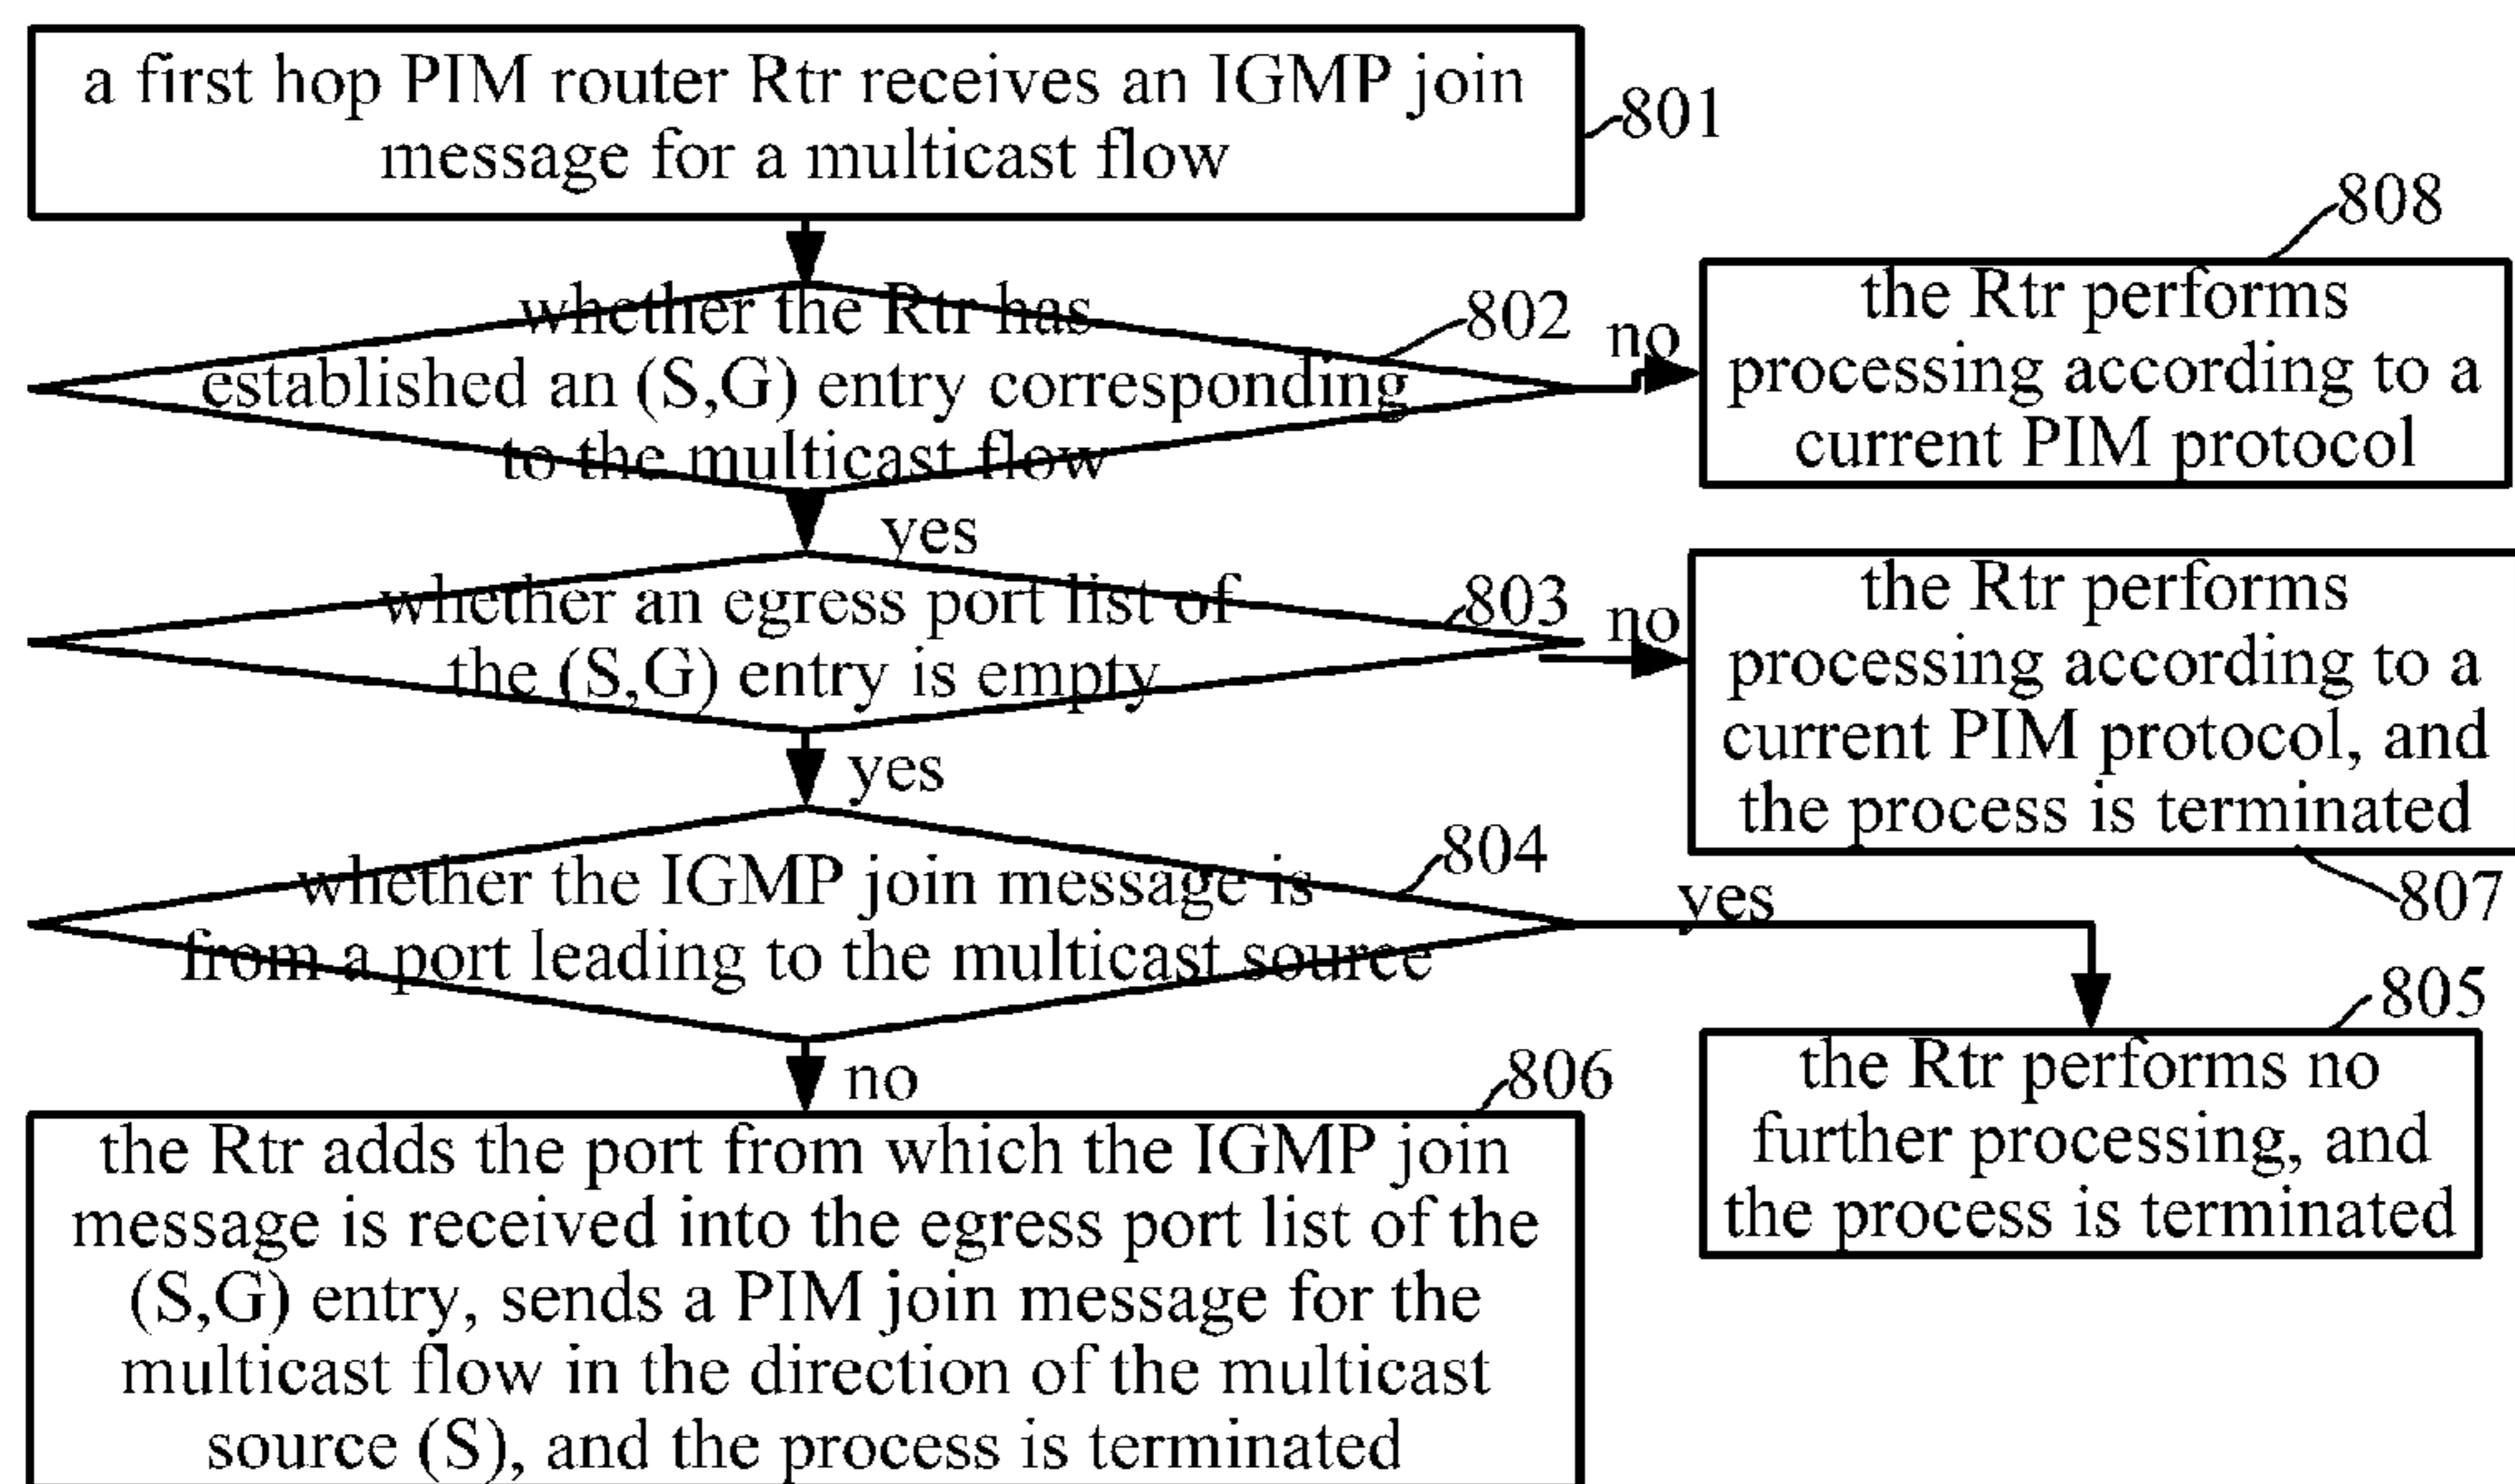 a first hop PIM router Rtr receives an IGMP join
message for a multicast flow
801
808
whether the Rtr has
established an (S,G) entry corresponding
to the multicast flow
802
no
the Rtr performs
processing according to a
current PIM protocol
yes
whether an egress port list of
the (S,G) entry is empty
803
no
the Rtr performs
processing according to a
current PIM protocol, and
the process is terminated
807
yes
whether the IGMP join message is
from a port leading to the multicast source
804
yes
805
the Rtr performs no
further processing, and
the process is terminated
no
806
the Rtr adds the port from which the IGMP join
message is received into the egress port list of the
(S,G) entry, sends a PIM join message for the
multicast flow in the direction of the multicast
source (S), and the process is terminated